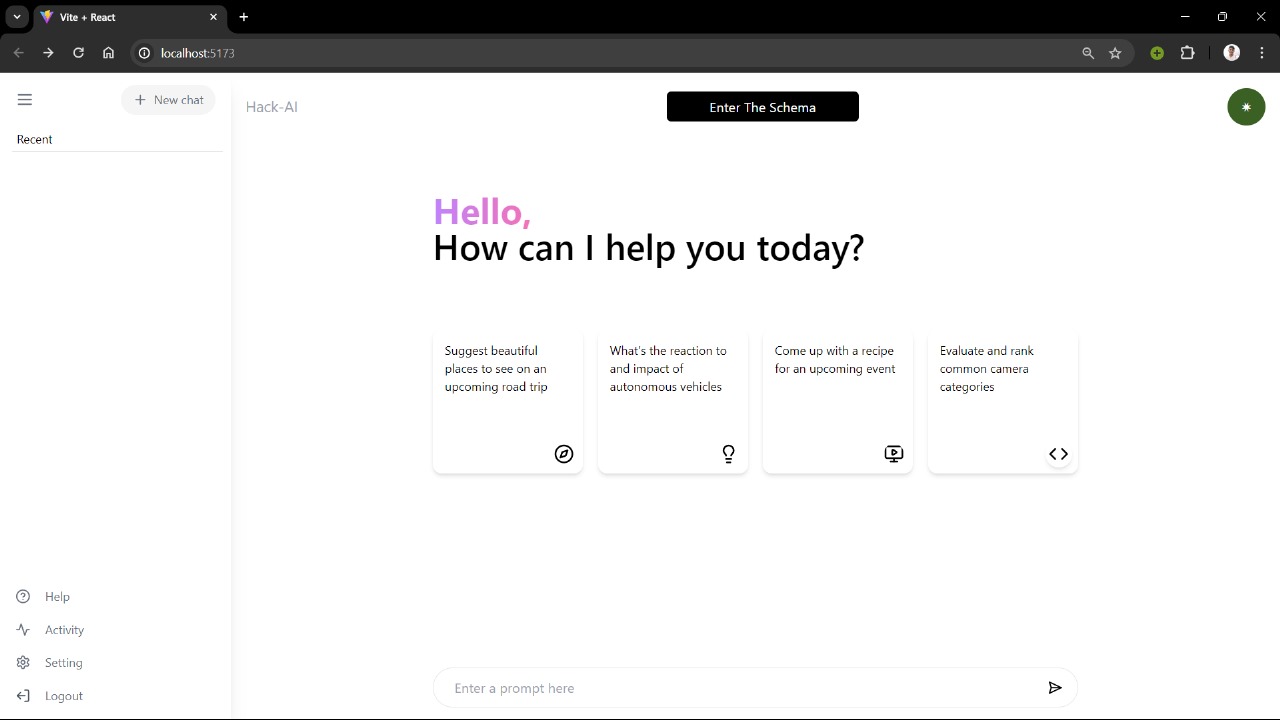 Vite + React
localhost:5173
New chat
Hack-AI
Enter The Schema
Recent
Hello,
How can I help you today?
Suggest beautiful
places to see on an
upcoming road trip
What's the reaction to
and impact of
autonomous vehicles
Come up with a recipe
for an upcoming event
Evaluate and rank
common camera
categories
Help
Activity
Setting
Logout
Enter a prompt here